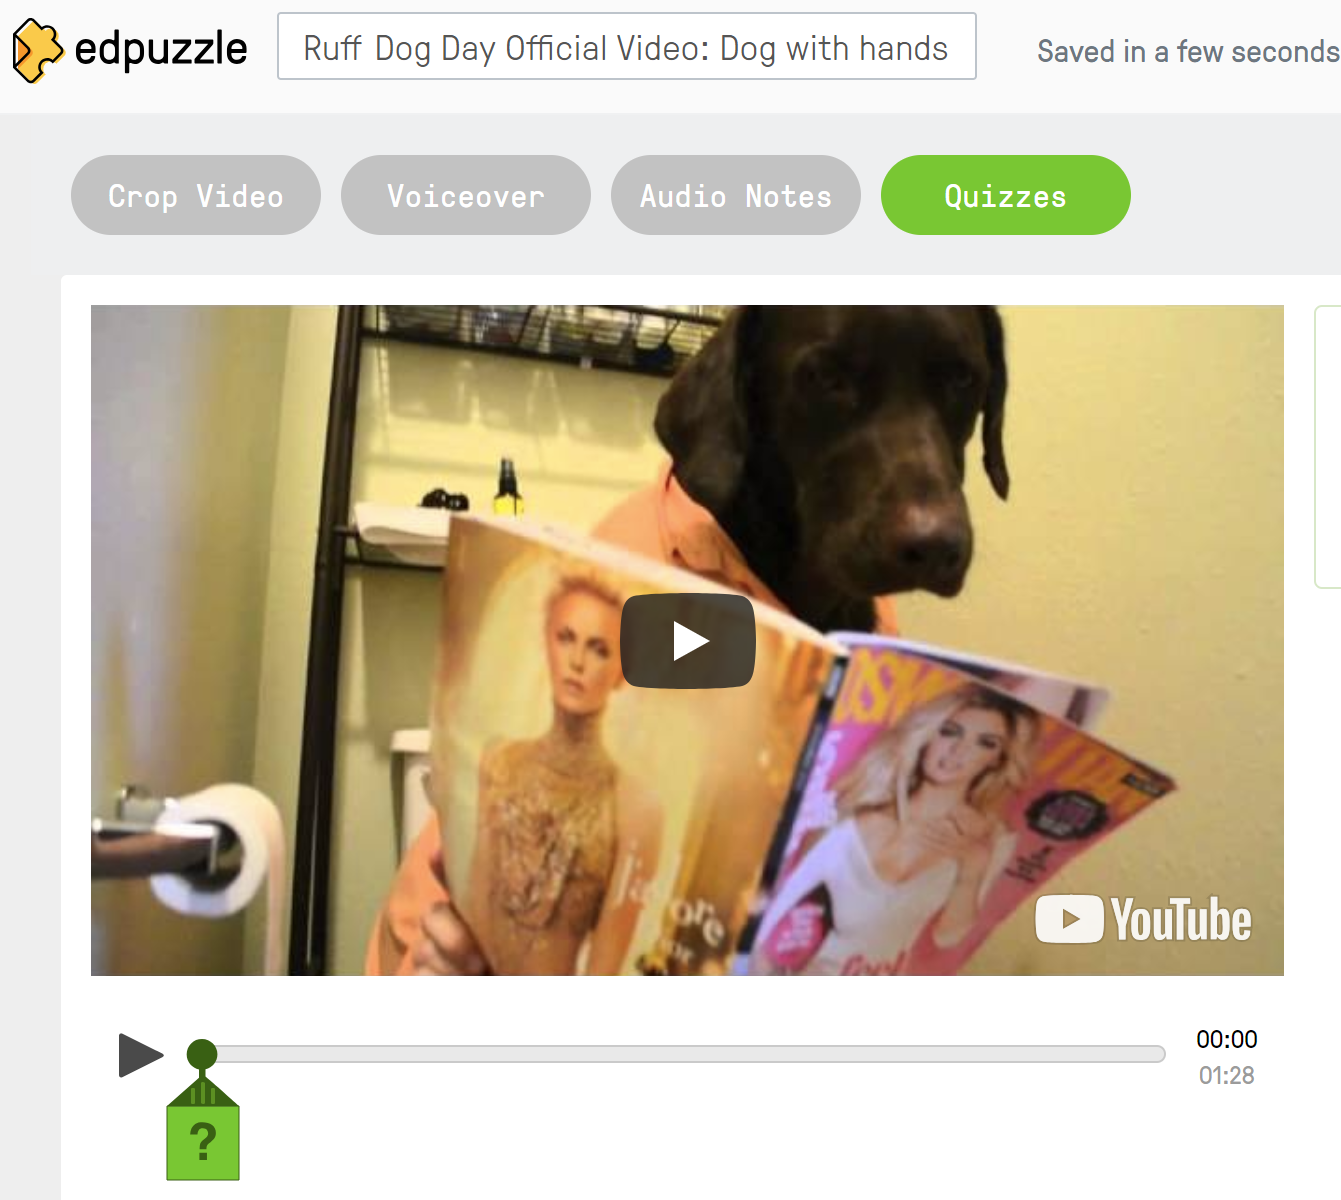 edpuzzle
Ruff Dog Day Official Video: Dog with hands
Saved in a few seconds
Crop Video
Voiceover
Audio Notes
Quizzes
j'adore
YouTube
00:00
01:28
?